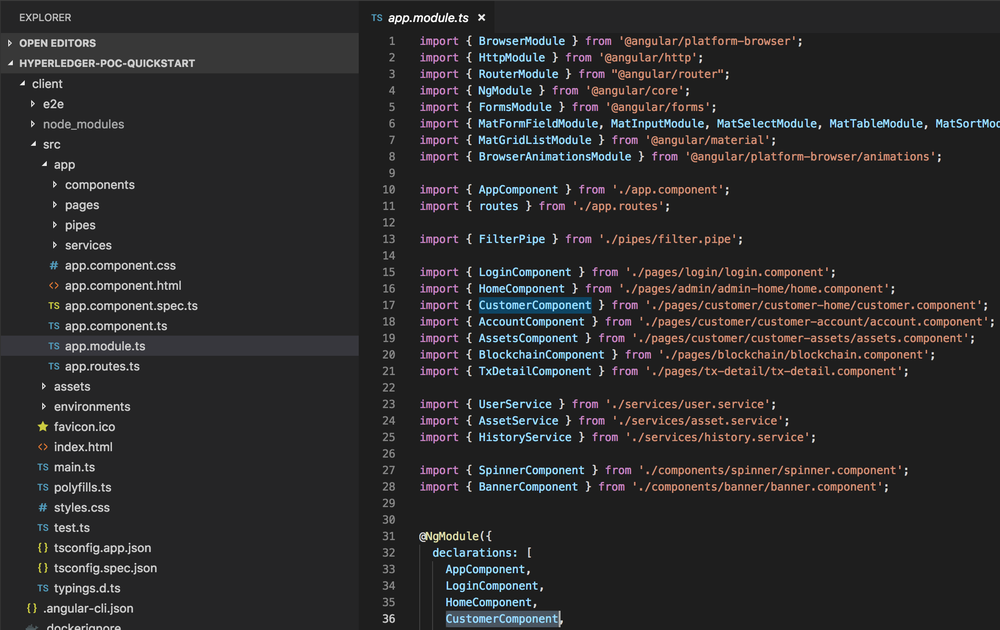 EXPLORER
OPEN EDITORS
HYPERLEDGER-POC-QUICKSTART
client
e2e
node_modules
src
app
components
pages
pipes
services
# app.component.css
<> app.component.html
TS app.component.spec.ts
TS app.component.ts
TS app.module.ts
TS app.routes.ts
assets
environments
favicon.ico
<> index.html
TS main.ts
TS polyfills.ts
# styles.css
TS test.ts
{} tsconfig.app.json
{} tsconfig.spec.json
TS typings.d.ts
{} .angular-cli.json
.dockerignore
TS app.module.ts ×
1 import { BrowserModule } from '@angular/platform-browser';
2 import { HttpModule } from '@angular/http';
3 import { RouterModule } from "@angular/router";
4 import { NgModule } from '@angular/core';
5 import { FormsModule } from '@angular/forms';
6 import { MatFormFieldModule, MatInputModule, MatSelectModule, MatTableModule, MatSortMod
7 import { MatGridListModule } from '@angular/material';
8 import { BrowserAnimationsModule } from '@angular/platform-browser/animations';
9
10 import { AppComponent } from './app.component';
11 import { routes } from './app.routes';
12
13 import { FilterPipe } from './pipes/filter.pipe';
14
15 import { LoginComponent } from './pages/login/login.component';
16 import { HomeComponent } from './pages/admin/admin-home/home.component';
17 import { CustomerComponent } from './pages/customer/customer-home/customer.component';
18 import { AccountComponent } from './pages/customer/customer-account/account.component';
19 import { AssetsComponent } from './pages/customer/customer-assets/assets.component';
20 import { BlockchainComponent } from './pages/blockchain/blockchain.component';
21 import { TxDetailComponent } from './pages/tx-detail/tx-detail.component';
22
23 import { UserService } from './services/user.service';
24 import { AssetService } from './services/asset.service';
25 import { HistoryService } from './services/history.service';
26
27 import { SpinnerComponent } from './components/spinner/spinner.component';
28 import { BannerComponent } from './components/banner/banner.component';
29
30
31 @NgModule({
32 declarations: [
33 AppComponent,
34 LoginComponent,
35 HomeComponent,
36 CustomerComponent,